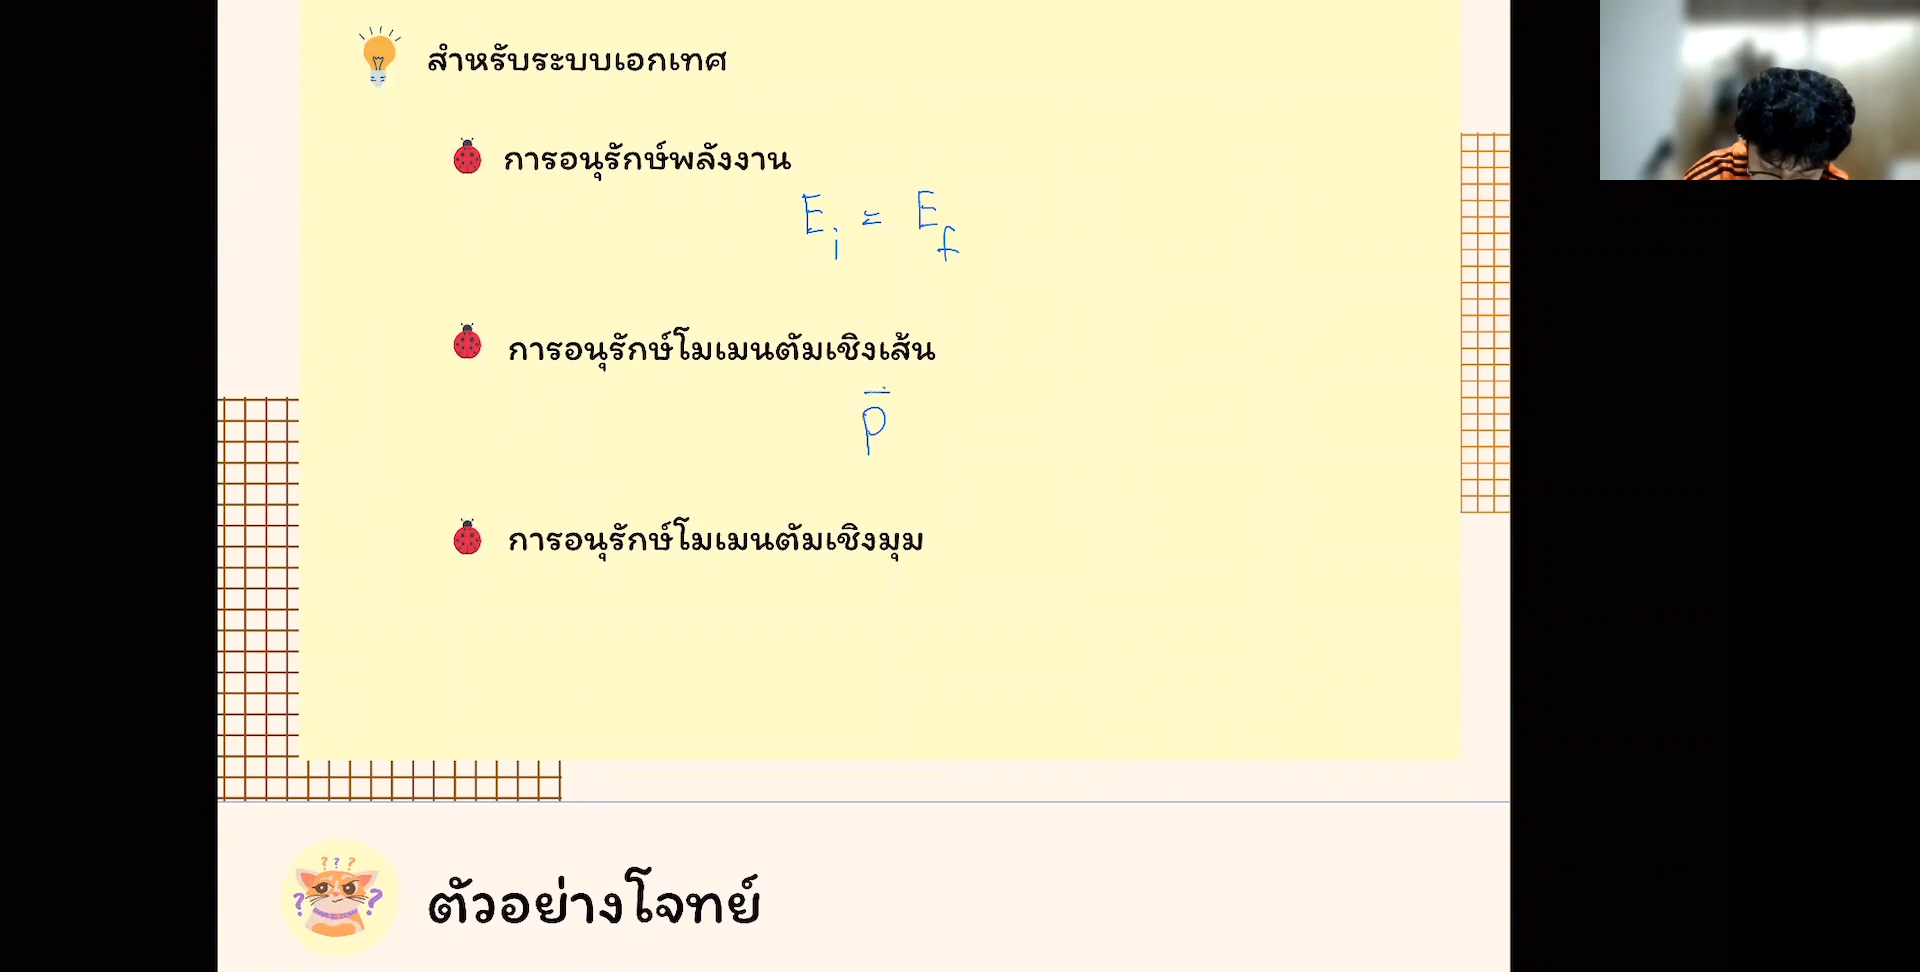 สำหรับระบบเอกเทศ
การอนุรักษ์พลังงาน
E_i = E_f
การอนุรักษ์โมเมนตัมเชิงเส้น
p̄
การอนุรักษ์โมเมนตัมเชิงมุม
? ? ?
? ?
ตัวอย่างโจทย์